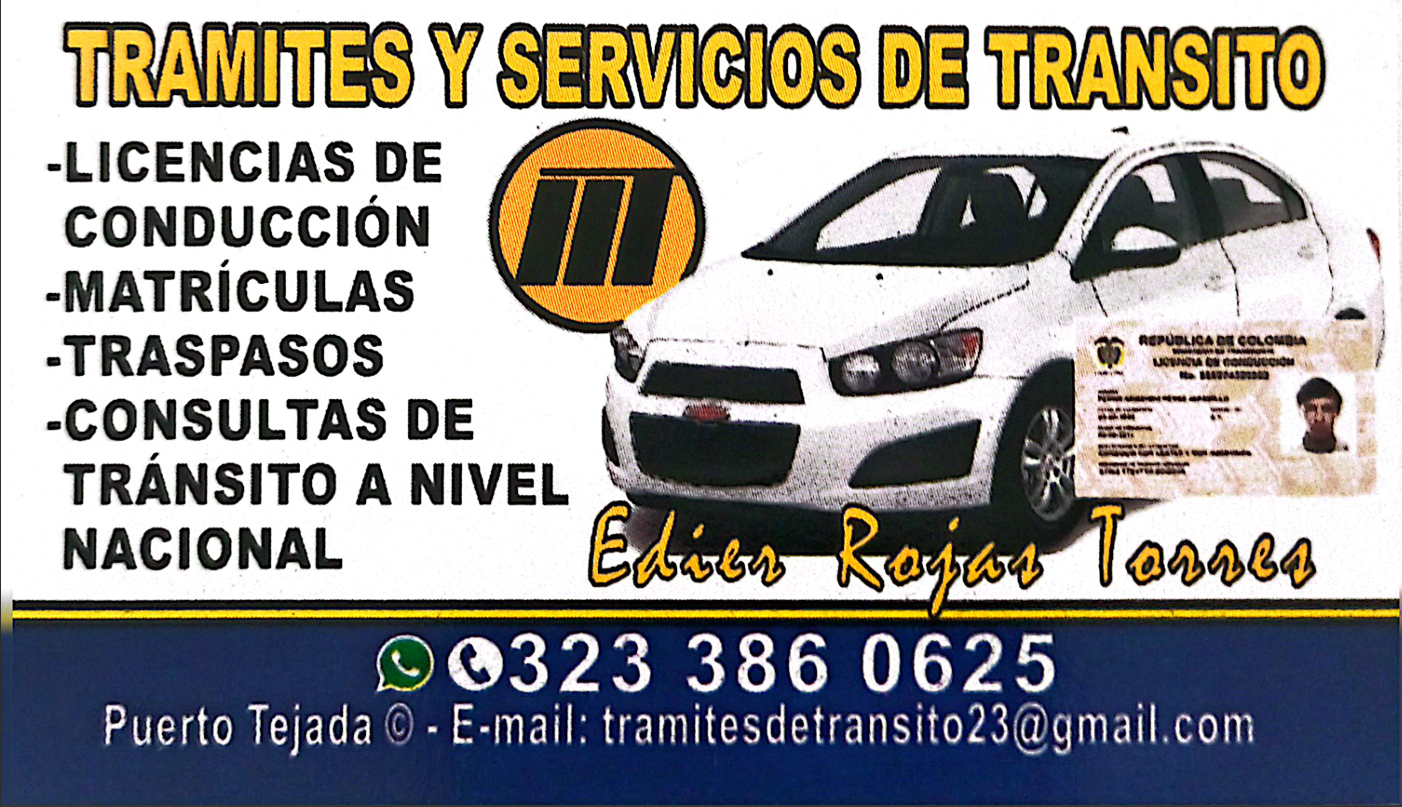 TRAMITES Y SERVICIOS DE TRANSITO
-LICENCIAS DE
CONDUCCIÓN
-MATRÍCULAS
-TRASPASOS
-CONSULTAS DE
TRÁNSITO A NIVEL
NACIONAL
REPÚBLICA DE COLOMBIA
LICENCIA DE CONDUCCIÓN
No.
Edier Rojas Torres
323 386 0625
Puerto Tejada © - E-mail: tramitesdetransito23@gmail.com